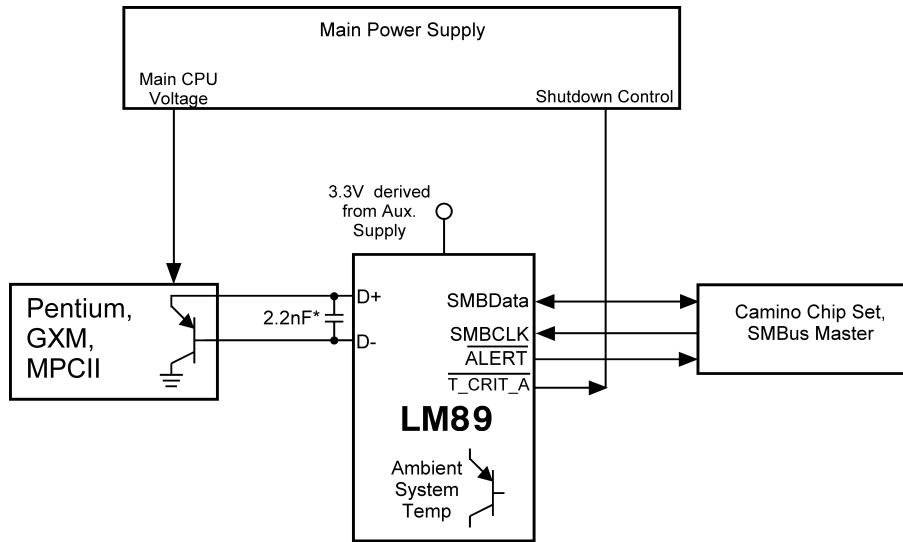 Main Power Supply
Main CPU
Voltage
Shutdown Control
3.3V derived
from Aux.
Supply
Pentium,
GXM,
MPCII
2.2nF*
D+
D-
SMBData
SMBCLK
ALERT
T_CRIT_A
LM89
Ambient
System
Temp
Camino Chip Set,
SMBus Master